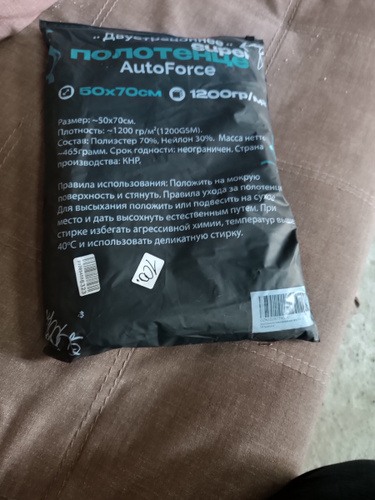 „ Двустороннее “
super
полотенце
AutoForce
50x70см 1200гр/м²
Размер: ~50х70см.
Плотность: ~1200 гр/м²(1200GSM).
Состав: Полиэстер 70%, Нейлон 30%. Масса нетто:
~465грамм. Срок годности: неограничен. Страна
производства: КНР.
Правила использования: Положить на мокрую
поверхность и стянуть. Правила ухода за полотенцем:
Для высыхания положить или подвесить на сухое
место и дать высохнуть естественным путем. При
стирке избегать агрессивной химии, температур выше
40°C и использовать деликатную стирку.